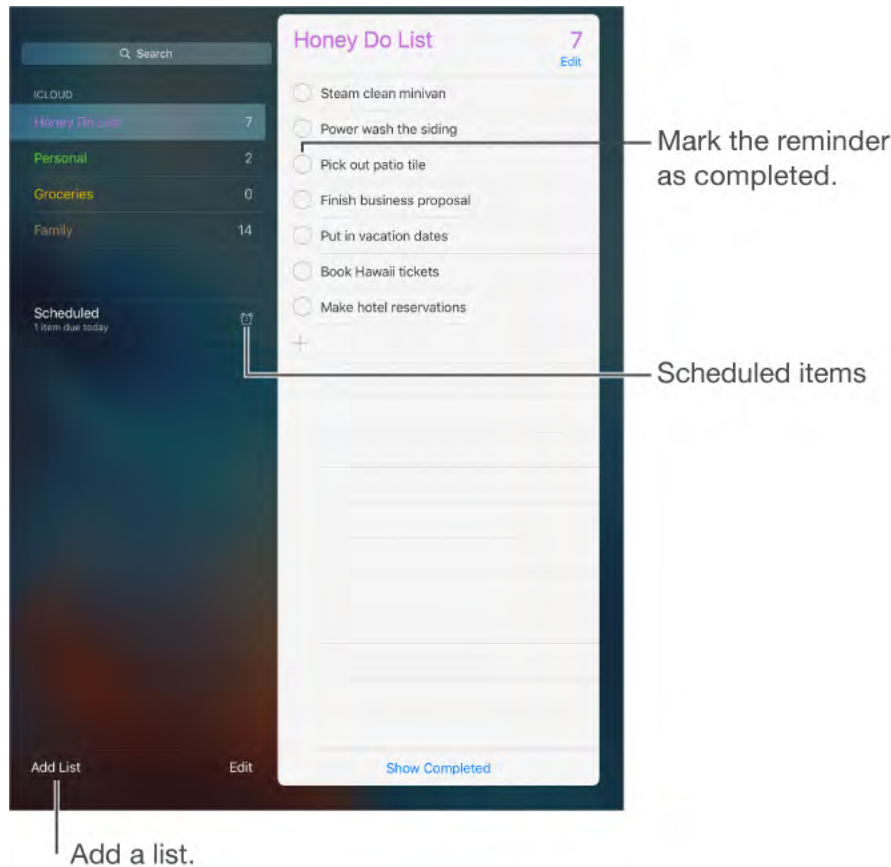 Search
ICLOUD
Honey Do List 7
Personal 2
Groceries 0
Family 14
Scheduled
1 item due today
Add List
Edit
Honey Do List 7
Edit
Steam clean minivan
Power wash the siding
Pick out patio tile
Finish business proposal
Put in vacation dates
Book Hawaii tickets
Make hotel reservations
Show Completed
Mark the reminder
as completed.
Scheduled items
Add a list.